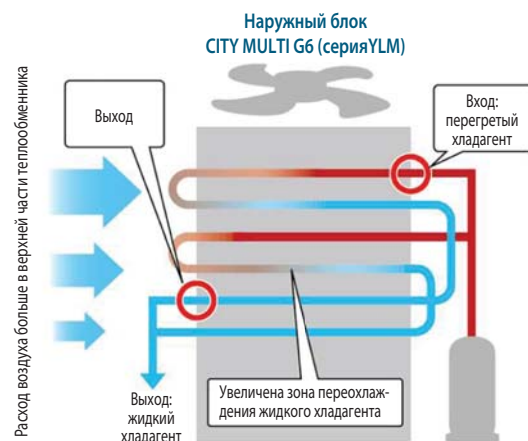 Наружный блок
CITY MULTI G6 (серияYLM)
Расход воздуха больше в верхней части теплообменника
Выход
Вход:
перегретый
хладагент
Увеличена зона переохлаж-
дения жидкого хладагента
Выход:
жидкий
хладагент